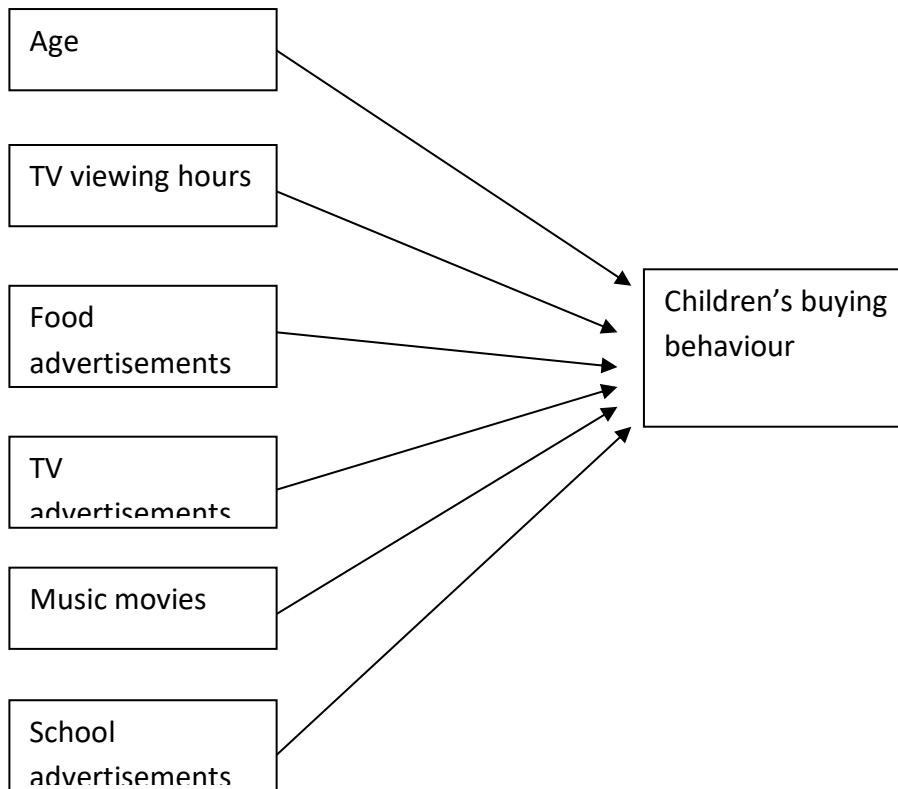 Age
TV viewing hours
Food
advertisements
TV
advertisements
Music movies
School
advertisements
Children’s buying
behaviour